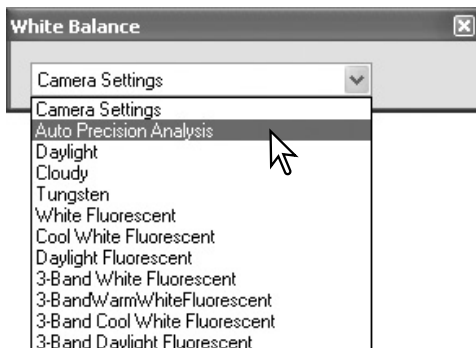 White Balance
Camera Settings
Camera Settings
Auto Precision Analysis
Daylight
Cloudy
Tungsten
White Fluorescent
Cool White Fluorescent
Daylight Fluorescent
3-Band White Fluorescent
3-BandWarmWhiteFluorescent
3-Band Cool White Fluorescent
3-Band Daylight Fluorescent